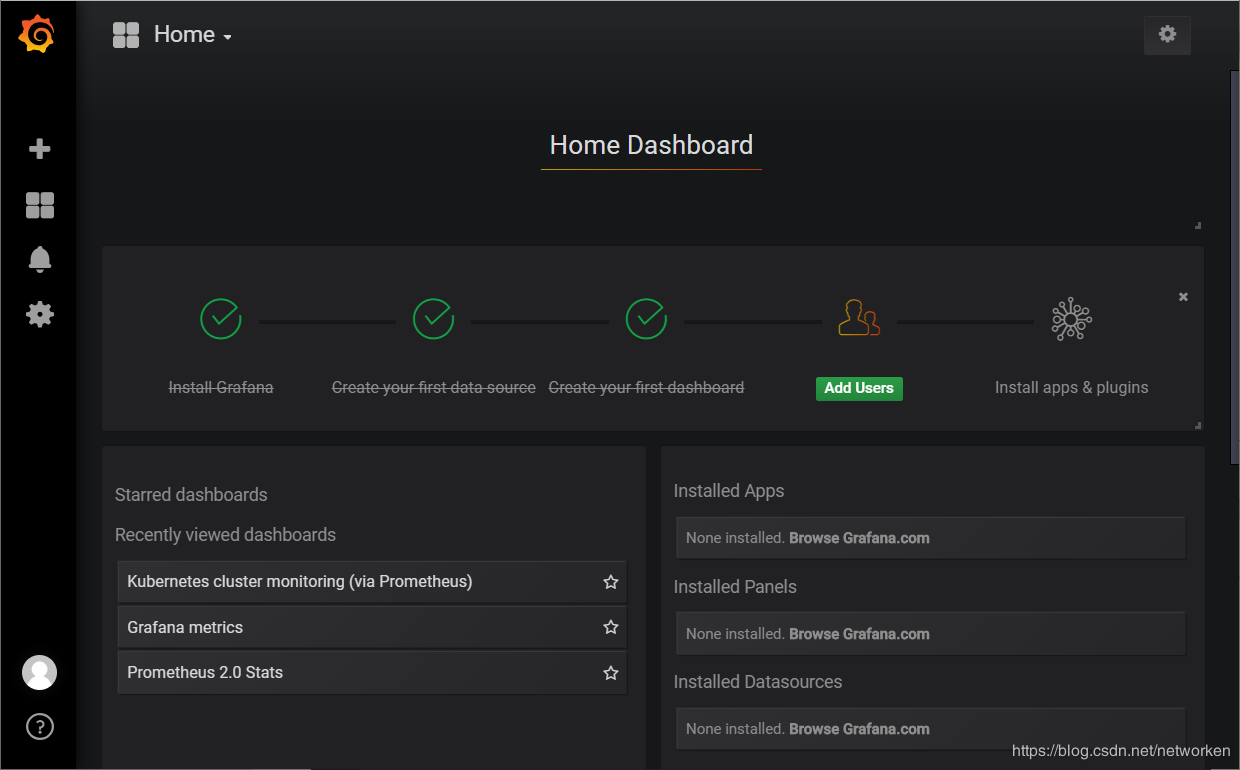 Home
Home Dashboard
Install Grafana
Create your first data source
Create your first dashboard
Add Users
Install apps & plugins
Starred dashboards
Recently viewed dashboards
Kubernetes cluster monitoring (via Prometheus)
Grafana metrics
Prometheus 2.0 Stats
Installed Apps
None installed. Browse Grafana.com
Installed Panels
None installed. Browse Grafana.com
Installed Datasources
None installed. Browse Grafana.com
https://blog.csdn.net/networken